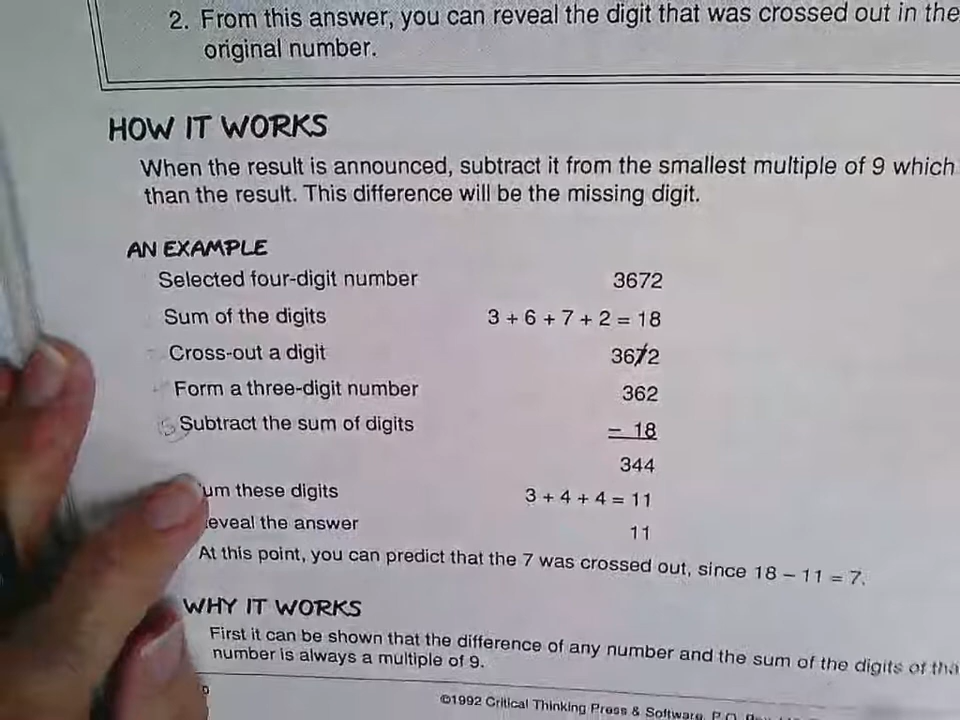 2. From this answer, you can reveal the digit that was crossed out in the
original number.
HOW IT WORKS
When the result is announced, subtract it from the smallest multiple of 9 which
than the result. This difference will be the missing digit.
AN EXAMPLE
Selected four-digit number 3672
Sum of the digits 3 + 6 + 7 + 2 = 18
Cross-out a digit 3672
Form a three-digit number 362
Subtract the sum of digits – 18
344
um these digits 3 + 4 + 4 = 11
eveal the answer 11
At this point, you can predict that the 7 was crossed out, since 18 – 11 = 7.
WHY IT WORKS
First it can be shown that the difference of any number and the sum of the digits of tha
number is always a multiple of 9.
©1992 Critical Thinking Press & Software, P.O.